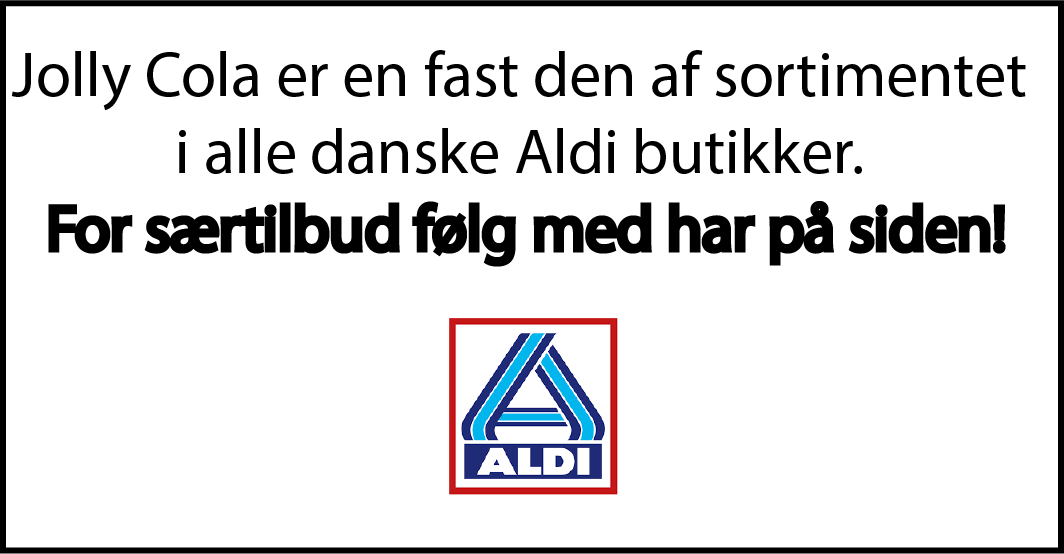 Jolly Cola er en fast den af sortimentet
i alle danske Aldi butikker.
For særtilbud følg med har på siden!
ALDI